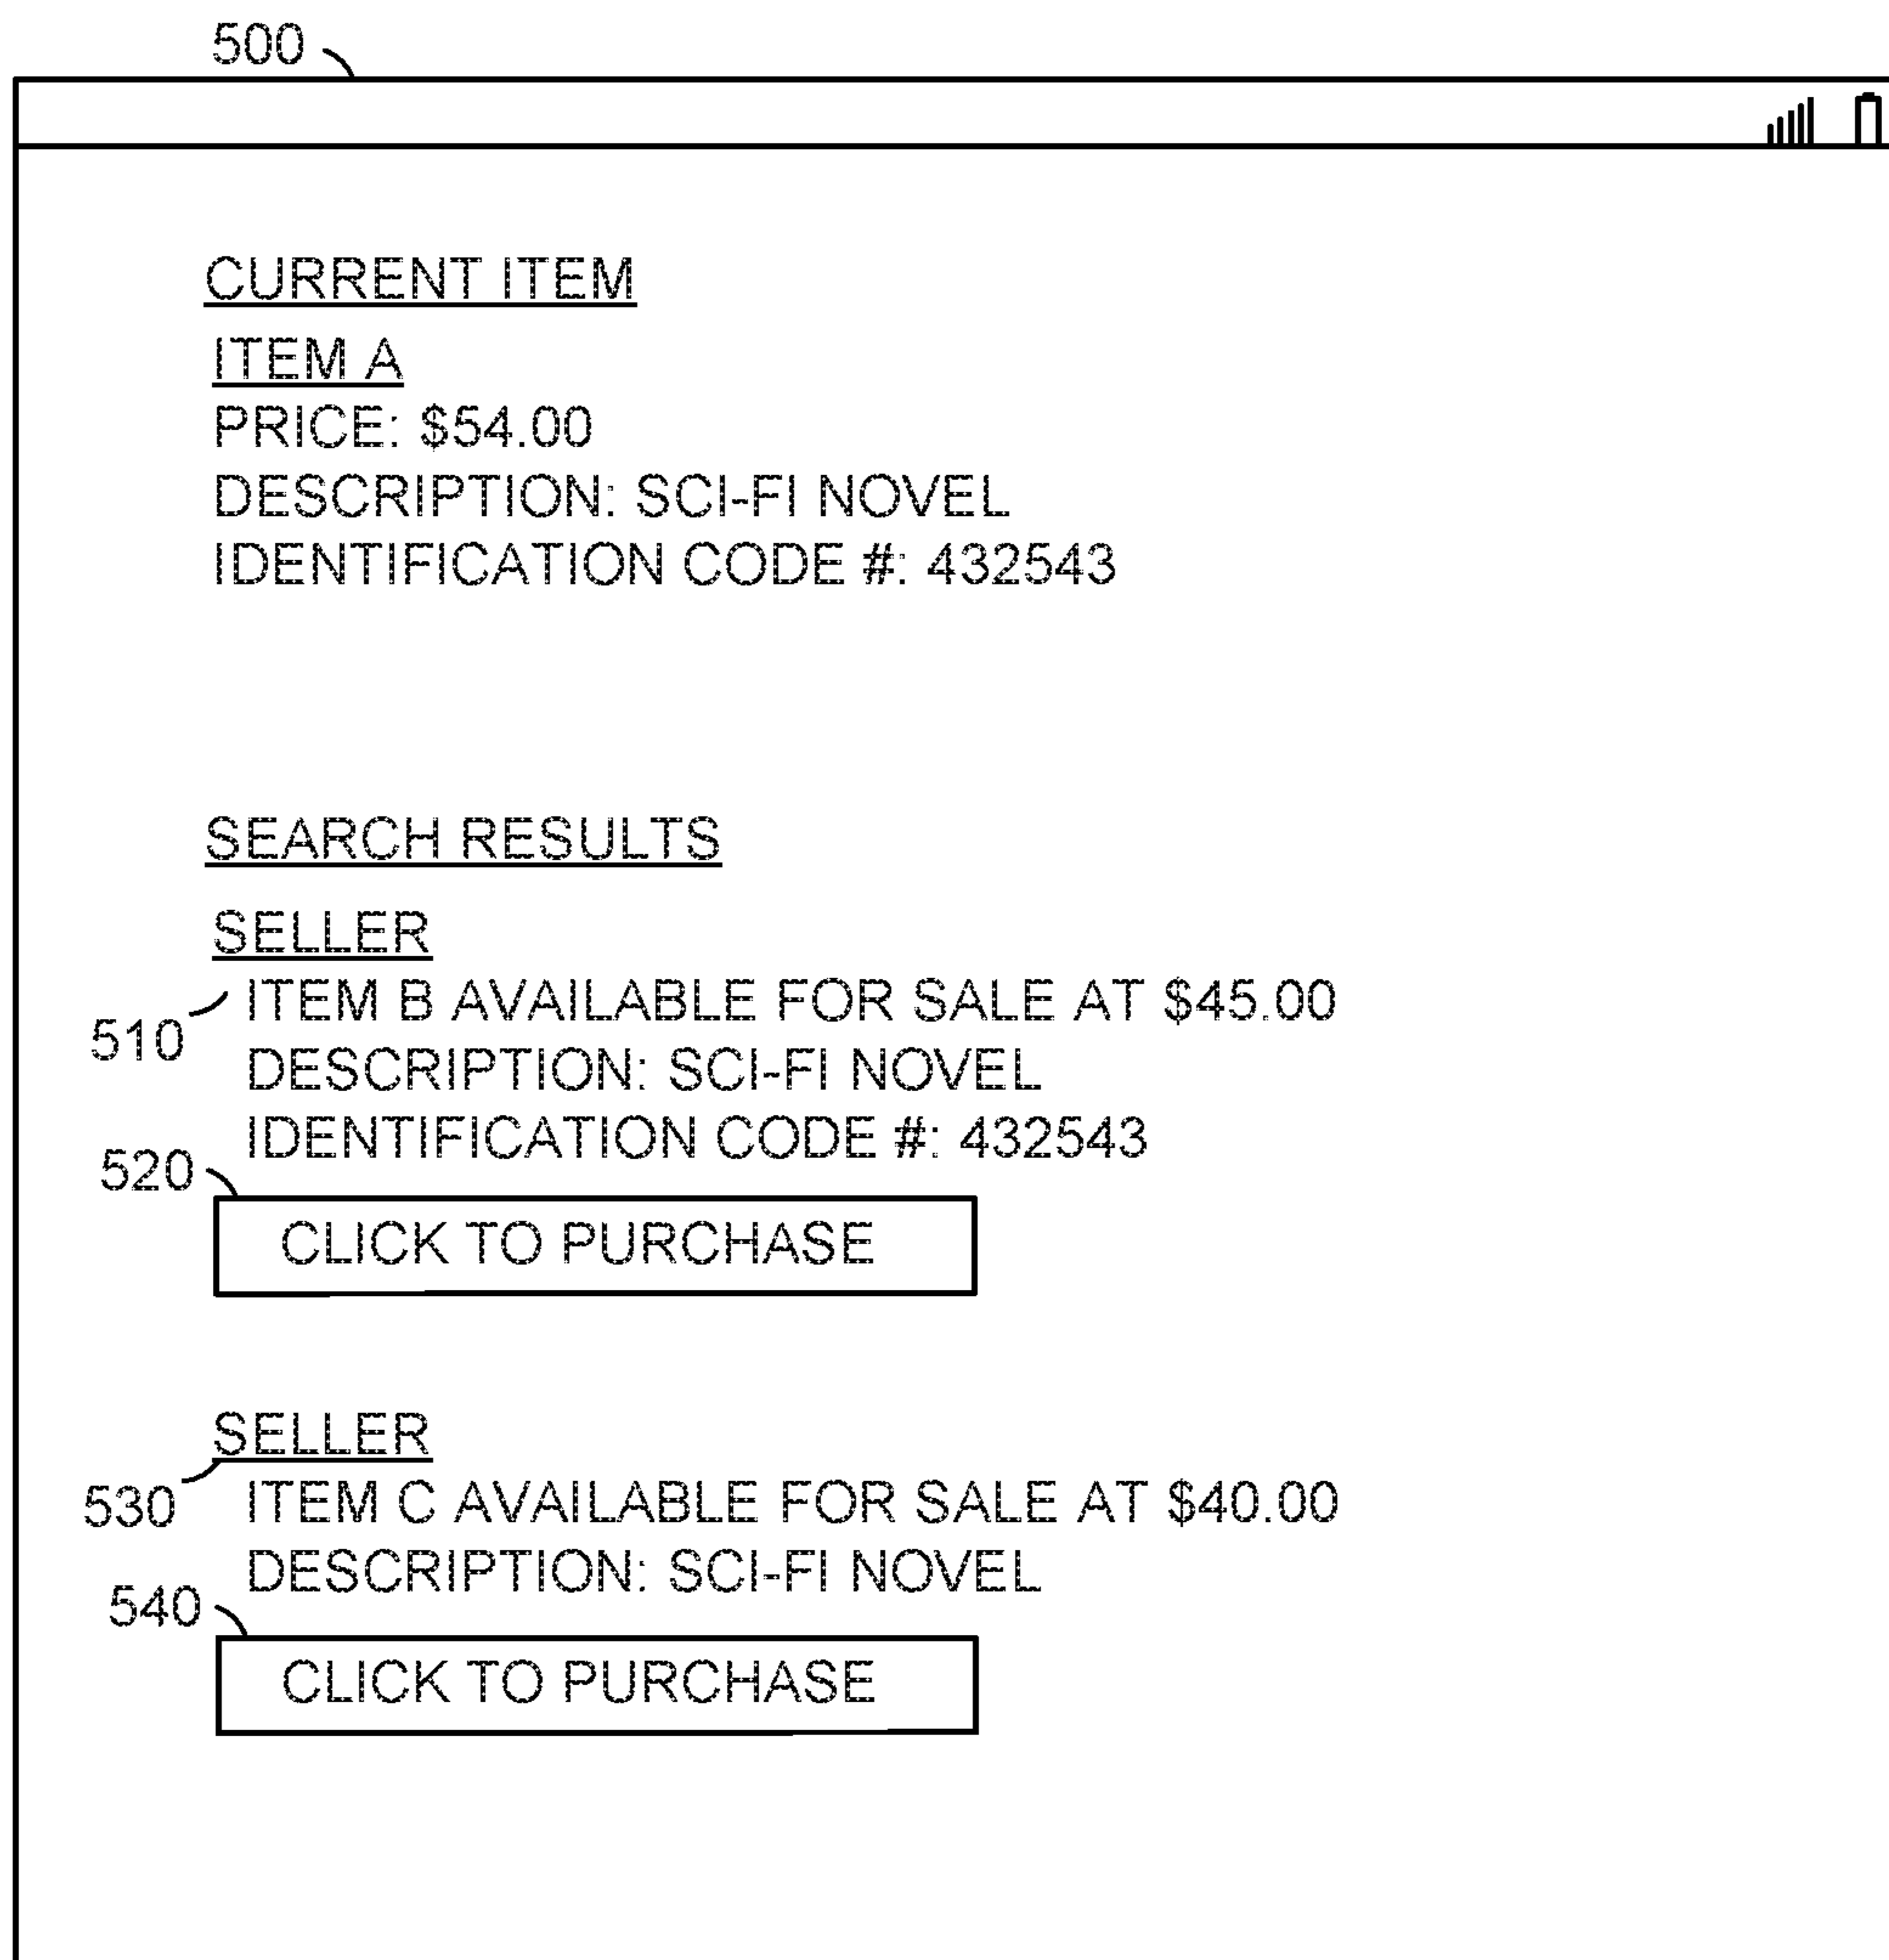 500
CURRENT ITEM
ITEM A
PRICE: $54.00
DESCRIPTION: SCI-FI NOVEL
IDENTIFICATION CODE #: 432543
SEARCH RESULTS
SELLER
510 ITEM B AVAILABLE FOR SALE AT $45.00
DESCRIPTION: SCI-FI NOVEL
IDENTIFICATION CODE #: 432543
520
CLICK TO PURCHASE
SELLER
530 ITEM C AVAILABLE FOR SALE AT $40.00
DESCRIPTION: SCI-FI NOVEL
540
CLICK TO PURCHASE